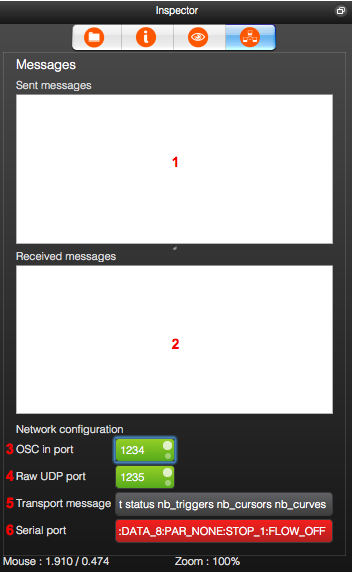 Inspector
Messages
Sent messages
1
Received messages
2
Network configuration
3 OSC in port 1234
4 Raw UDP port 1235
5 Transport message t status nb_triggers nb_cursors nb_curves
6 Serial port :DATA_8:PAR_NONE:STOP_1:FLOW_OFF
Mouse : 1.910 / 0.474 Zoom : 100%